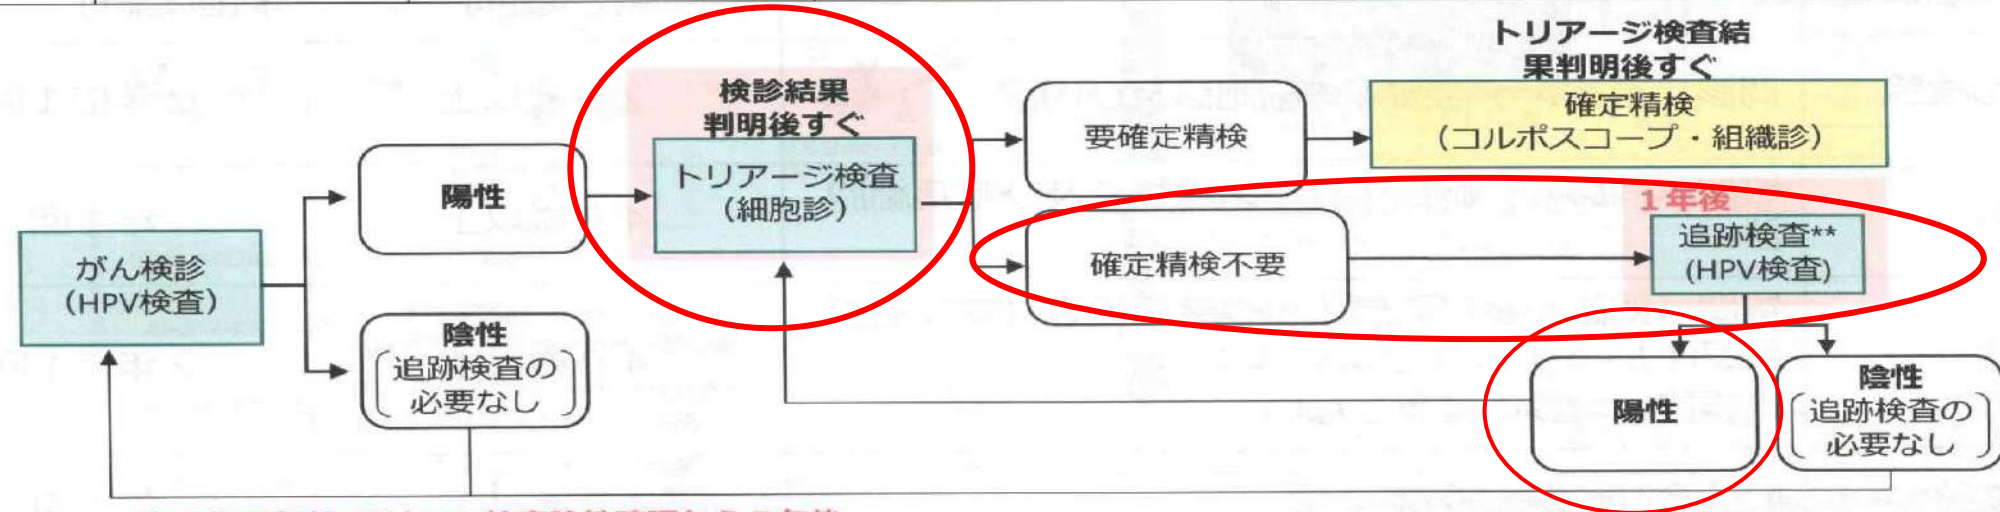 トリアージ検査結
果判明後すぐ
検診結果
判明後すぐ
確定精検
（コルポスコープ・組織診）
要確定精検
陽性
トリアージ検査
（細胞診）
1年後
追跡検査**
(HPV検査)
確定精検不要
がん検診
（HPV検査）
陰性
追跡検査の
必要なし
陽性
陰性
追跡検査の
必要なし